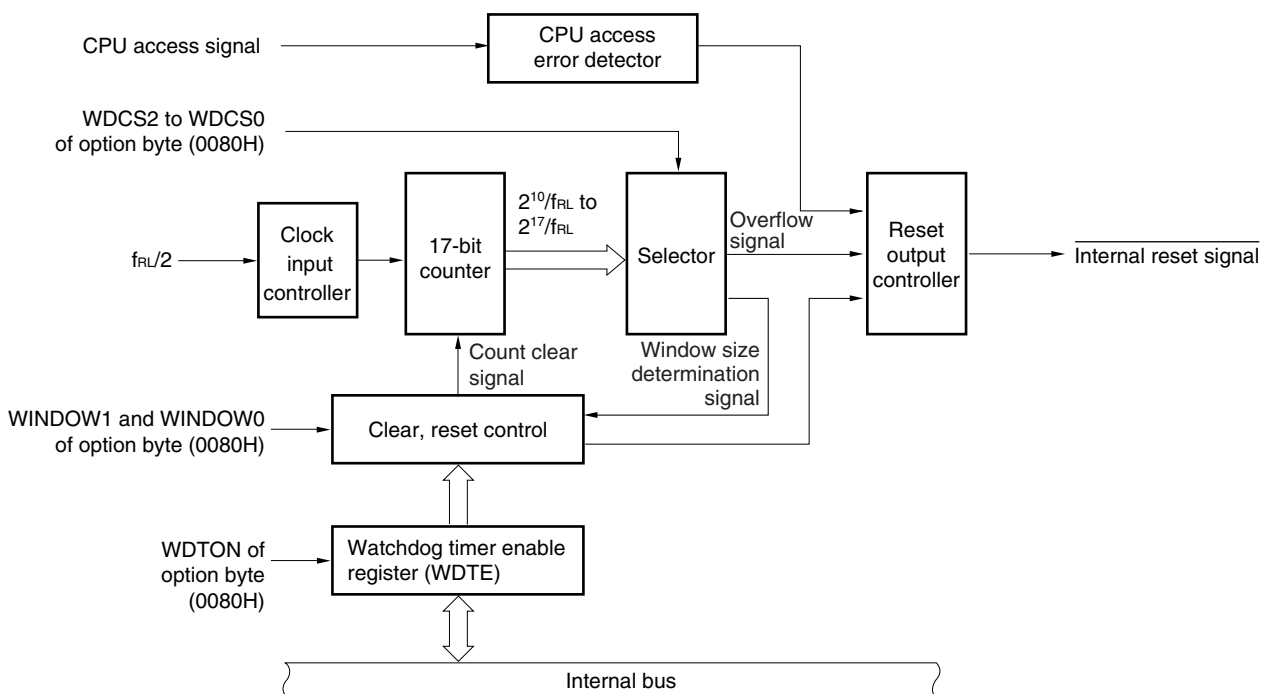 CPU access signal
CPU access
error detector
WDCS2 to WDCS0
of option byte (0080H)
fRL/2
Clock
input
controller
17-bit
counter
2¹⁰/fRL to
2¹⁷/fRL
Selector
Overflow
signal
Reset
output
controller
Internal reset signal
Count clear
signal
Window size
determination
signal
WINDOW1 and WINDOW0
of option byte (0080H)
Clear, reset control
WDTON of
option byte
(0080H)
Watchdog timer enable
register (WDTE)
Internal bus